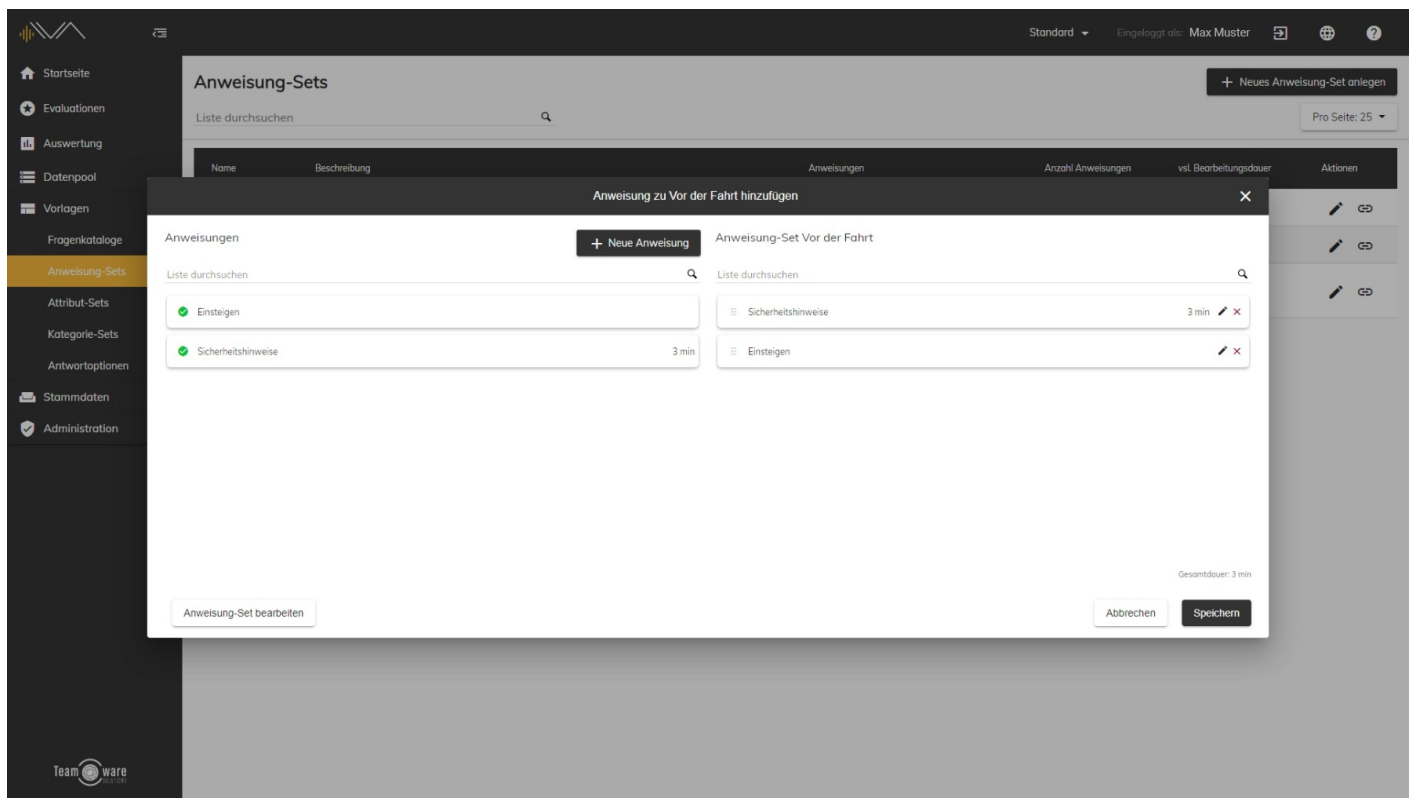 Standard Eingeloggt als: Max Muster
Startseite
Evaluationen
Auswertung
Datenpool
Vorlagen
Fragenkataloge
Anweisung-Sets
Attribut-Sets
Kategorie-Sets
Antwortoptionen
Stammdaten
Administration
Team ware
SOLUTIONS
Anweisung-Sets
+ Neues Anweisung-Set anlegen
Liste durchsuchen
Pro Seite: 25
Name Beschreibung Anweisungen Anzahl Anweisungen vsl. Bearbeitungsdauer Aktionen
Anweisung zu Vor der Fahrt hinzufügen
Anweisungen
+ Neue Anweisung
Liste durchsuchen
Einsteigen
Sicherheitshinweise 3 min
Anweisung-Set Vor der Fahrt
Liste durchsuchen
Sicherheitshinweise 3 min
Einsteigen
Gesamtdauer: 3 min
Anweisung-Set bearbeiten
Abbrechen
Speichern